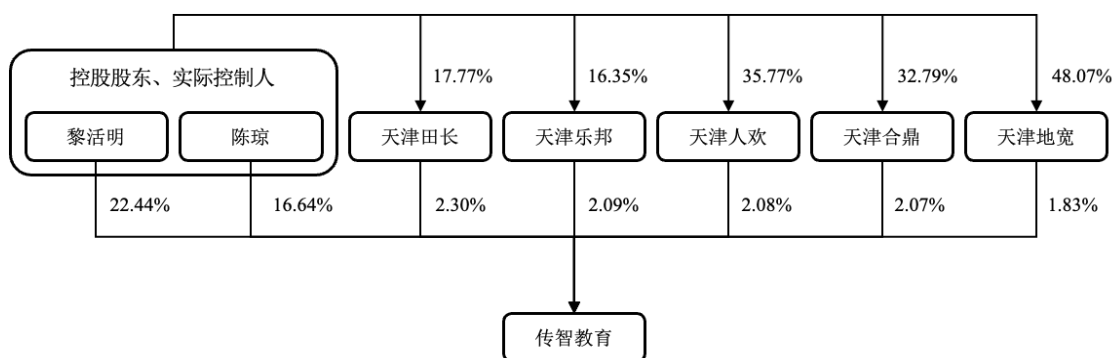 17.77%
16.35%
35.77%
32.79%
48.07%
控股股东、实际控制人
黎活明
陈琼
天津田长
天津乐邦
天津人欢
天津合鼎
天津地宽
22.44%
16.64%
2.30%
2.09%
2.08%
2.07%
1.83%
传智教育